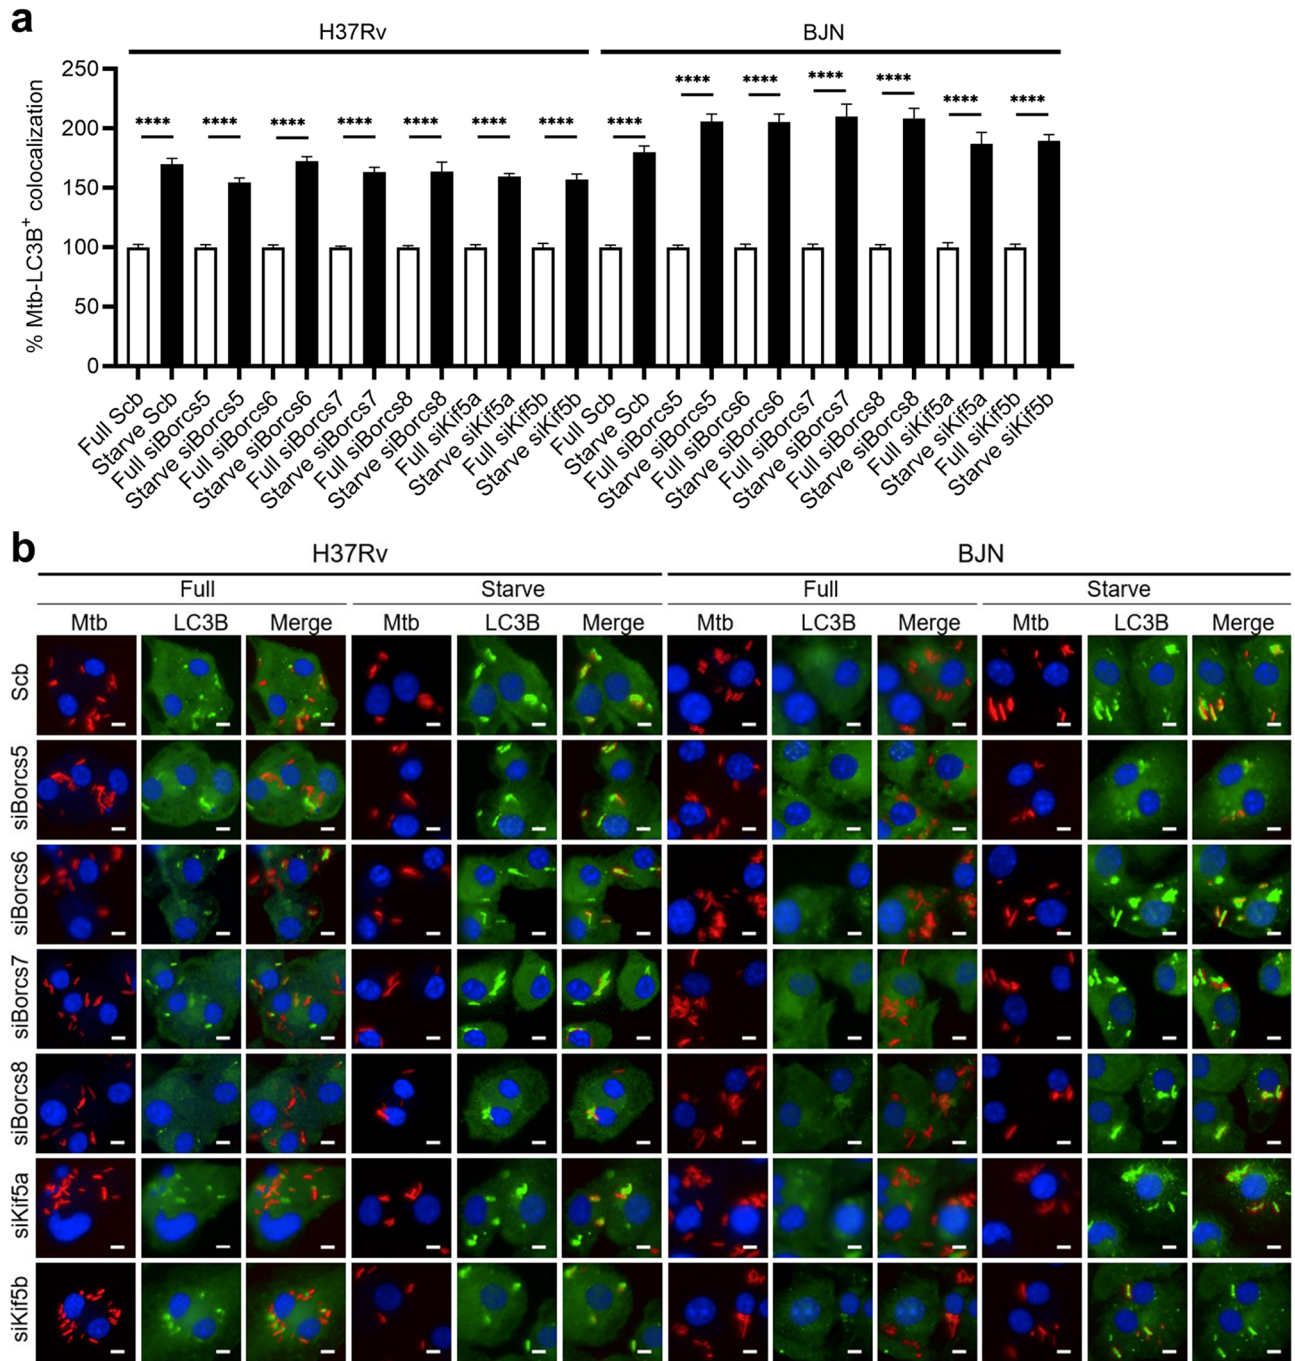 a
H37Rv BJN
% Mtb-LC3B+ colocalization
250
200
150
100
50
0
**** **** **** **** **** **** **** **** **** **** **** **** **** ****
Full Scb
Starve Scb
Full siBorcs5
Starve siBorcs5
Full siBorcs6
Starve siBorcs6
Full siBorcs7
Starve siBorcs7
Full siBorcs8
Starve siBorcs8
Full siKif5a
Starve siKif5a
Full siKif5b
Starve siKif5b
Full Scb
Starve Scb
Full siBorcs5
Starve siBorcs5
Full siBorcs6
Starve siBorcs6
Full siBorcs7
Starve siBorcs7
Full siBorcs8
Starve siBorcs8
Full siKif5a
Starve siKif5a
Full siKif5b
Starve siKif5b
b
H37Rv BJN
Full Starve Full Starve
Mtb LC3B Merge Mtb LC3B Merge Mtb LC3B Merge Mtb LC3B Merge
Scb
siBorcs5
siBorcs6
siBorcs7
siBorcs8
siKif5a
siKif5b